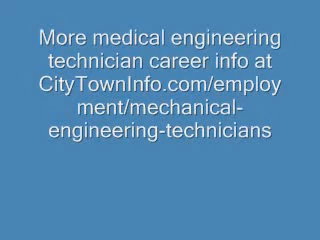 More medical engineering
technician career info at
CityTownInfo.com/employ
ment/mechanical-
engineering-technicians